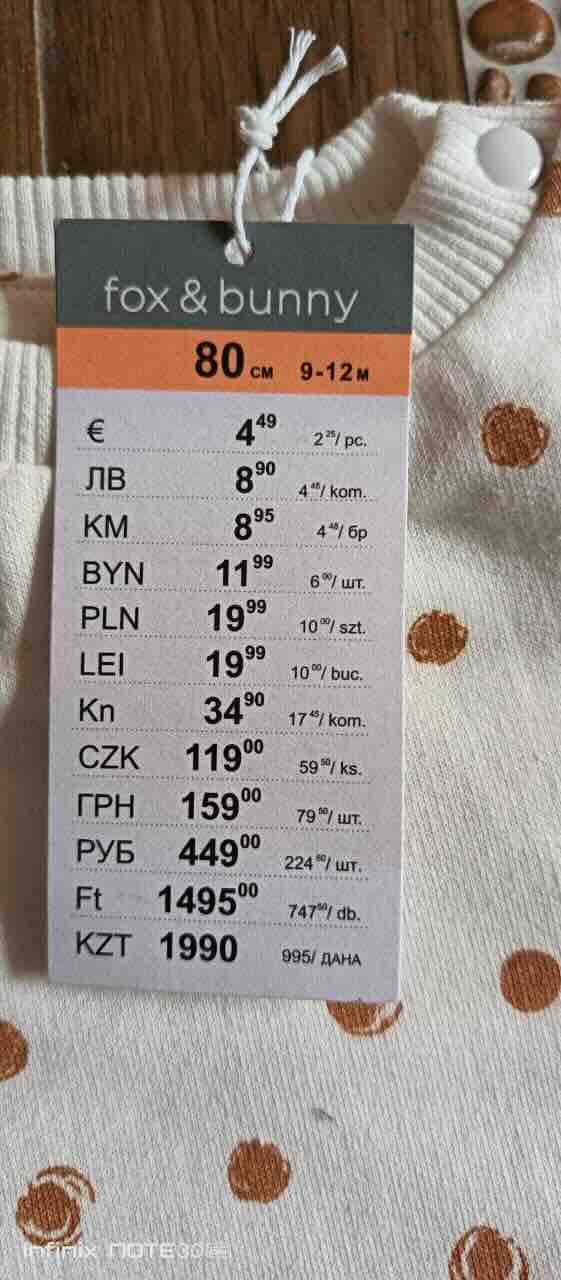 fox & bunny
80 см 9-12 м
€ 4 49 2 25/ pc.
ЛВ 8 90 4 45/ kom.
KM 8 95 4 48/ бр
BYN 11 99 6 00/ шт.
PLN 19 99 10 00/ szt.
LEI 19 99 10 00/ buc.
Kn 34 90 17 45/ kom.
CZK 119 00 59 50/ ks.
ГРН 159 00 79 50/ шт.
РУБ 449 00 224 50/ шт.
Ft 1495 00 747 50/ db.
KZT 1990 995/ ДАНА
Infinix NOTE 30